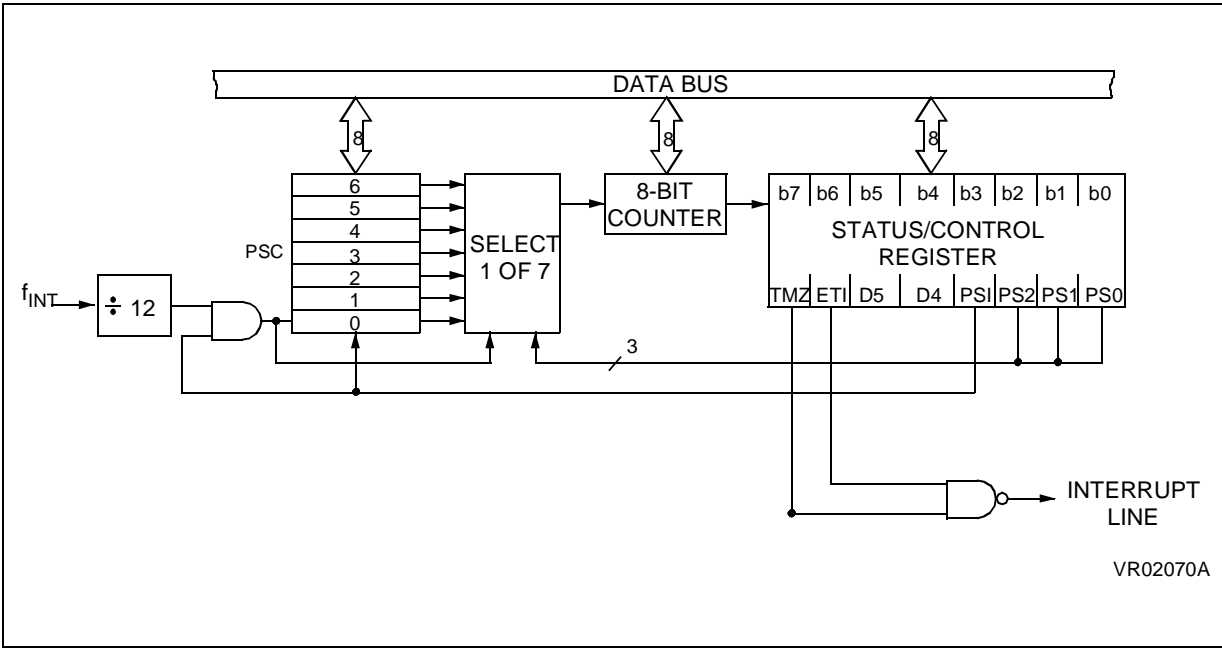 DATA BUS
8
8
8
6
5
4
3
2
1
0
PSC
SELECT
1 OF 7
8-BIT
COUNTER
b7 b6 b5 b4 b3 b2 b1 b0
STATUS/CONTROL
REGISTER
TMZ ETI D5 D4 PSI PS2 PS1 PS0
fINT
÷ 12
3
INTERRUPT
LINE
VR02070A